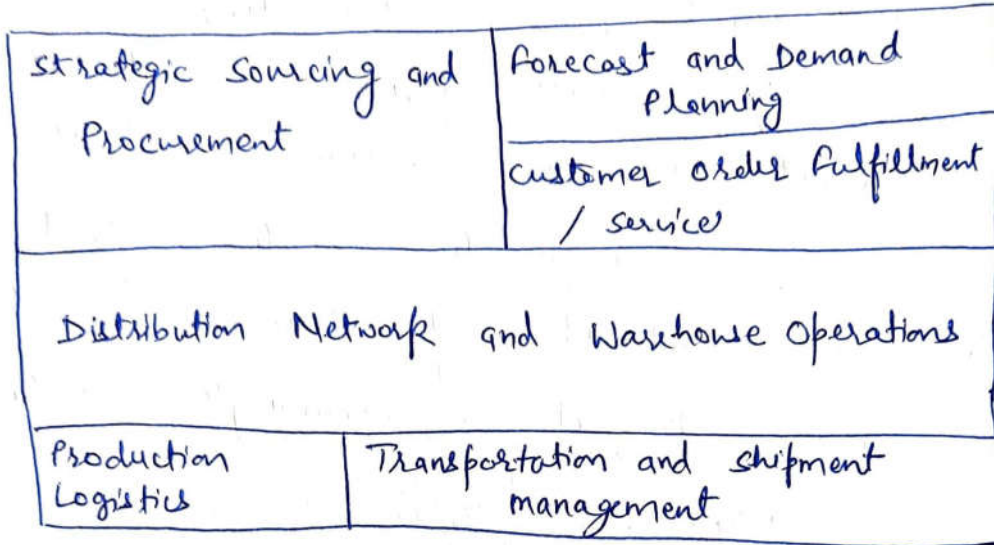 Strategic Sourcing and
Procurement
Forecast and Demand
Planning
Customer Order Fulfillment
/ Service
Distribution Network and Warehouse Operations
Production
Logistics
Transportation and Shipment
management